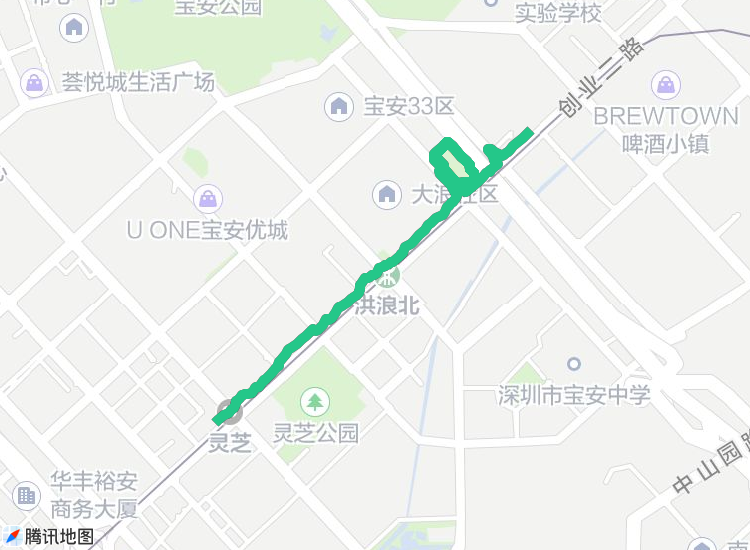 宝安公园
实验学校
创业二路
荟悦城生活广场
宝安33区
BREWTOWN
啤酒小镇
大浪社区
U ONE宝安优城
洪浪北
深圳市宝安中学
灵芝公园
灵芝
中山园路
华丰裕安
商务大厦
腾讯地图